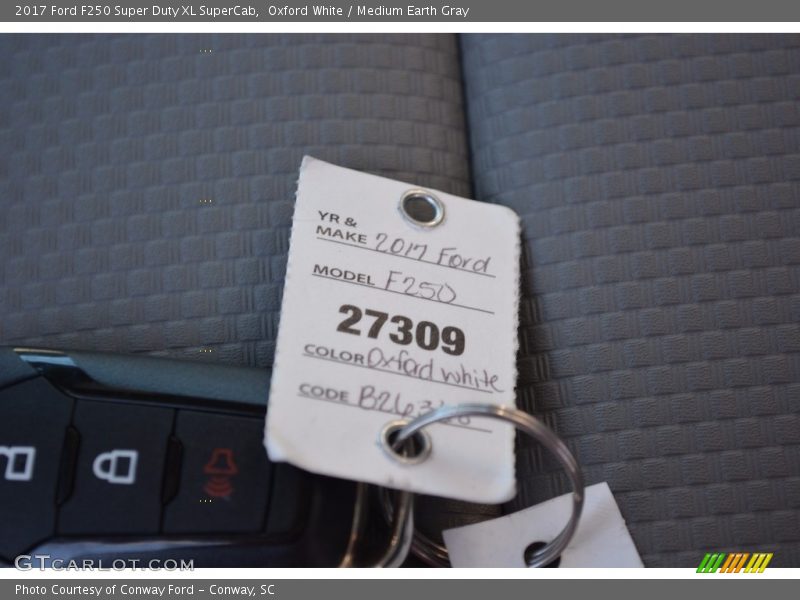 2017 Ford F250 Super Duty XL SuperCab, Oxford White / Medium Earth Gray
YR &
MAKE 2017 Ford
MODEL F250
27309
COLOR Oxford white
CODE
GTCARLOT.COM
Photo Courtesy of Conway Ford – Conway, SC